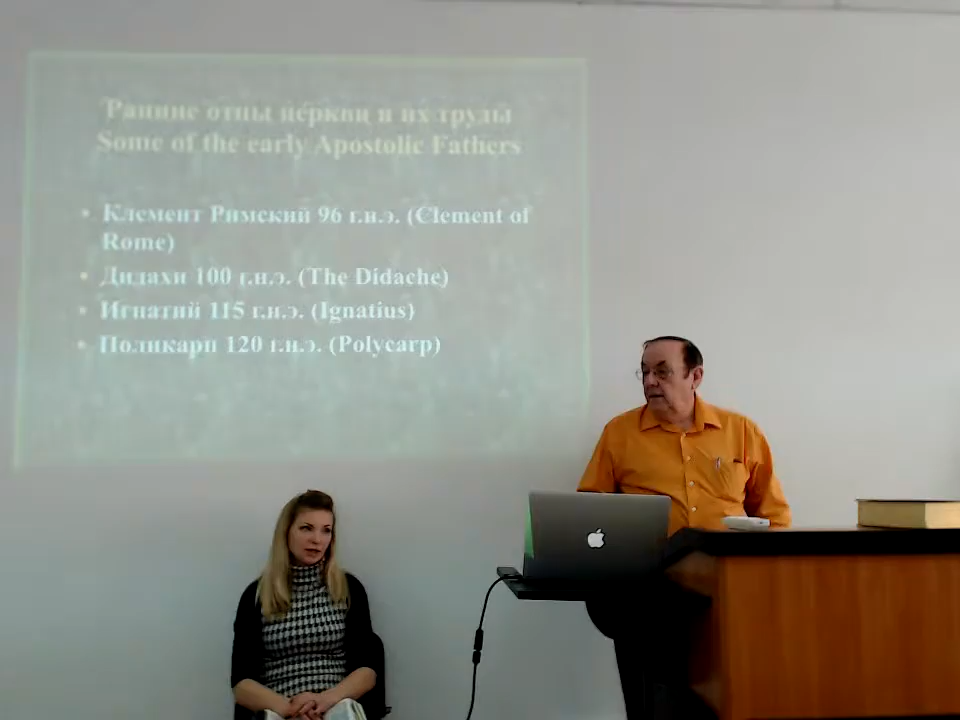 Ранние отцы церкви и их труды
Some of the early Apostolic Fathers
• Клемент Римский 96 г.н.э. (Clement of
Rome)
• Дидахи 100 г.н.э. (The Didache)
• Игнатий 115 г.н.э. (Ignatius)
• Поликарп 120 г.н.э. (Polycarp)